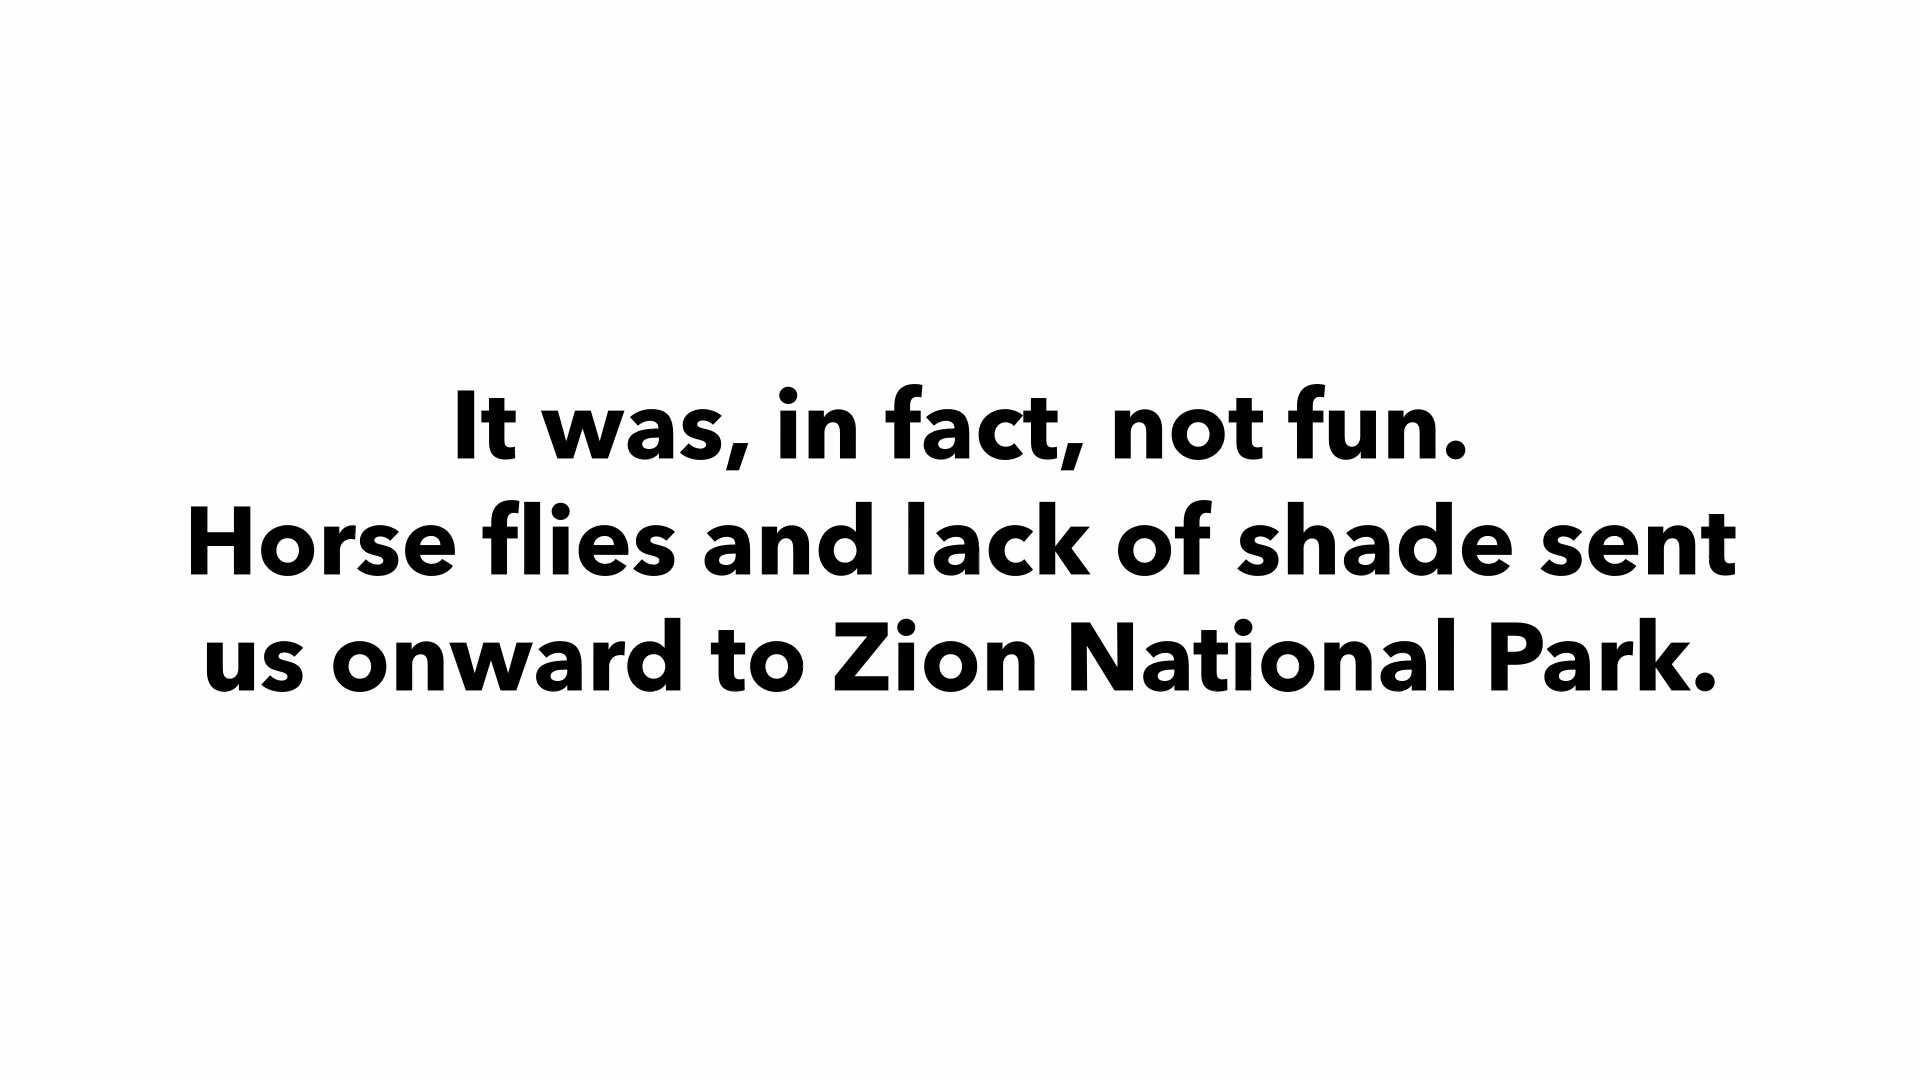 It was, in fact, not fun.
Horse flies and lack of shade sent
us onward to Zion National Park.